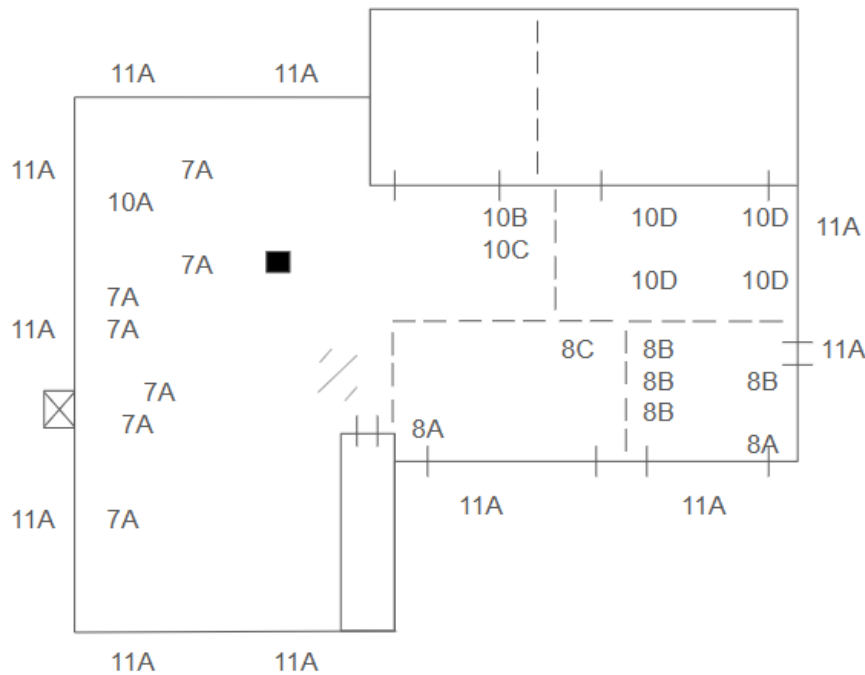 11A 11A
11A 7A
10A
10B 10D 10D 11A
10C
7A 10D 10D
7A
11A 7A 8C 8B 11A
7A 8B 8B
7A 8A 8B
8A
11A 7A 11A 11A
11A 11A